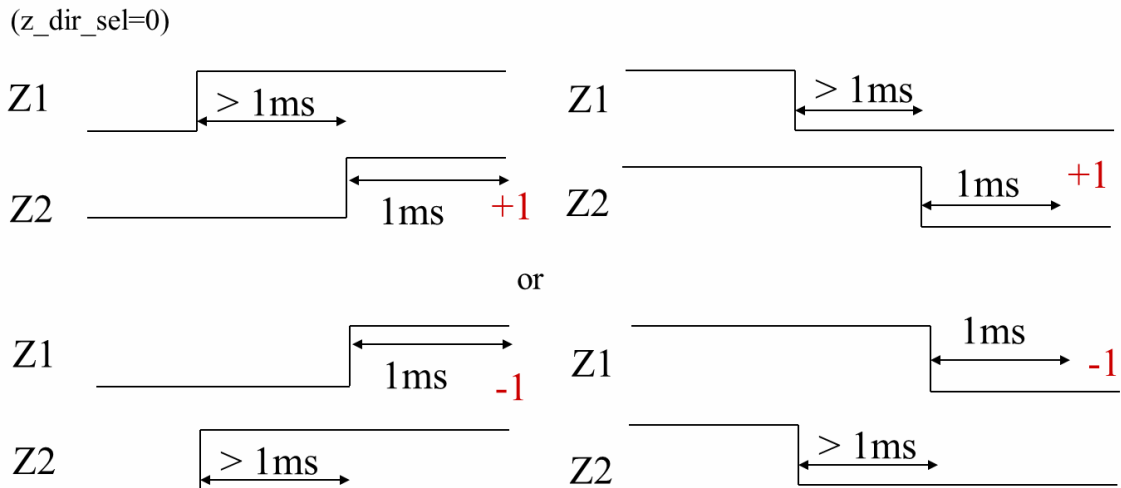 (z_dir_sel=0)
Z1 > 1ms
Z2 1ms +1
Z1 > 1ms
Z2 1ms +1
or
Z1 1ms -1
Z2 > 1ms
Z1 1ms -1
Z2 > 1ms